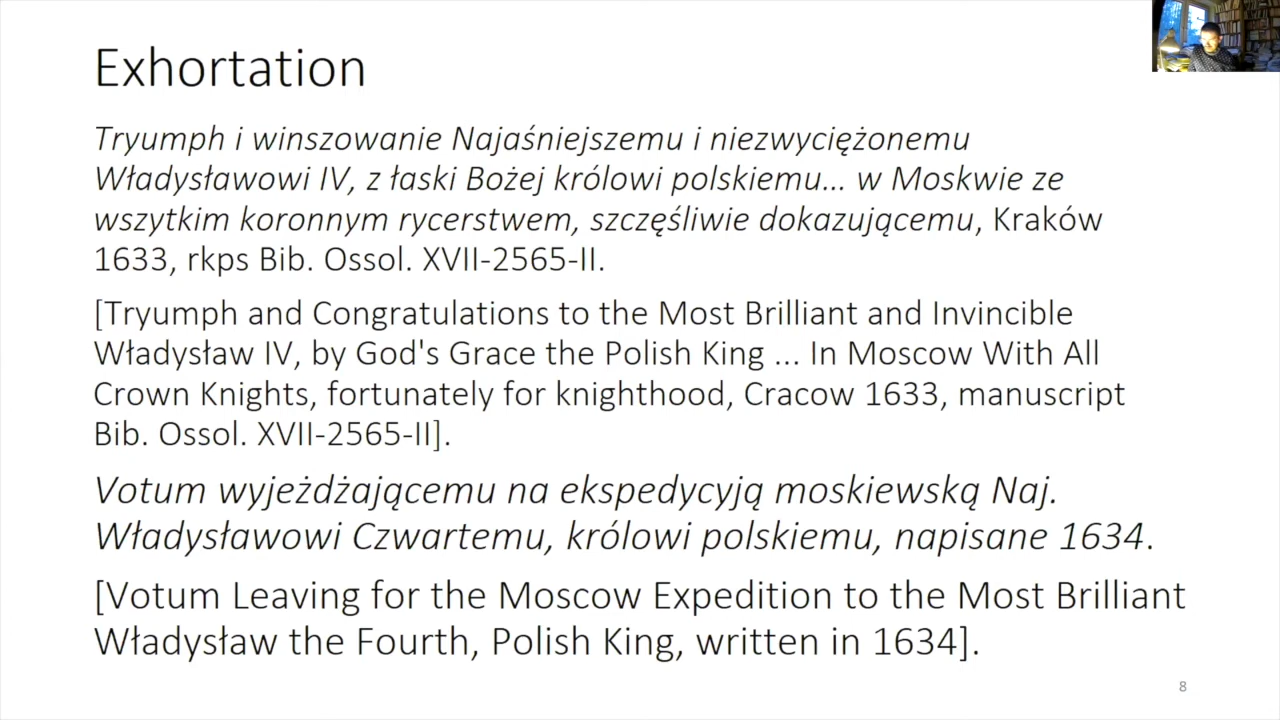 Exhortation
Tryumph i winszowanie Najaśniejszemu i niezwyciężonemu
Władysławowi IV, z łaski Bożej królowi polskiemu... w Moskwie ze
wszytkim koronnym rycerstwem, szczęśliwie dokazującemu, Kraków
1633, rkps Bib. Ossol. XVII-2565-II.
[Tryumph and Congratulations to the Most Brilliant and Invincible
Władysław IV, by God's Grace the Polish King ... In Moscow With All
Crown Knights, fortunately for knighthood, Cracow 1633, manuscript
Bib. Ossol. XVII-2565-II].
Votum wyjeżdżającemu na ekspedycyją moskiewską Naj.
Władysławowi Czwartemu, królowi polskiemu, napisane 1634.
[Votum Leaving for the Moscow Expedition to the Most Brilliant
Władysław the Fourth, Polish King, written in 1634].
8